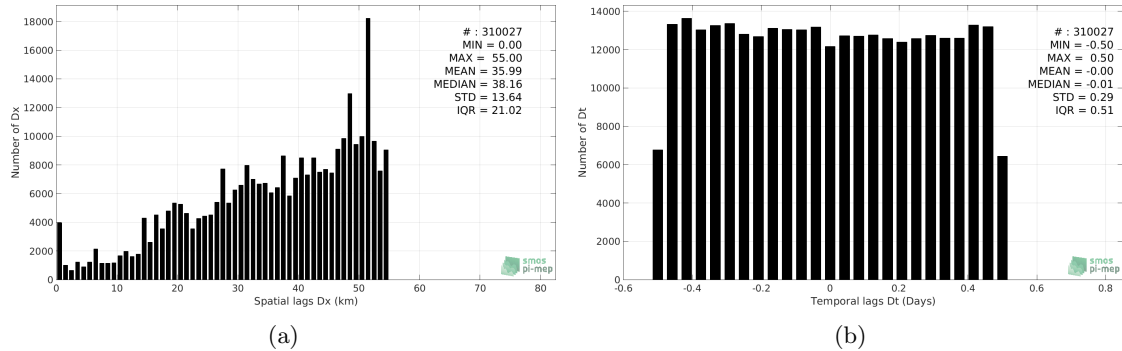 18000
16000
14000
12000
10000
8000
6000
4000
2000
0
Number of Dx
0 10 20 30 40 50 60 70 80
Spatial lags Dx (km)
# : 310027
MIN = 0.00
MAX = 55.00
MEAN = 35.99
MEDIAN = 38.16
STD = 13.64
IQR = 21.02
smos
pi-mep
(a)
14000
12000
10000
8000
6000
4000
2000
0
Number of Dt
-0.6 -0.4 -0.2 0 0.2 0.4 0.6 0.8
Temporal lags Dt (Days)
# : 310027
MIN = -0.50
MAX = 0.50
MEAN = -0.00
MEDIAN = -0.01
STD = 0.29
IQR = 0.51
smos
pi-mep
(b)